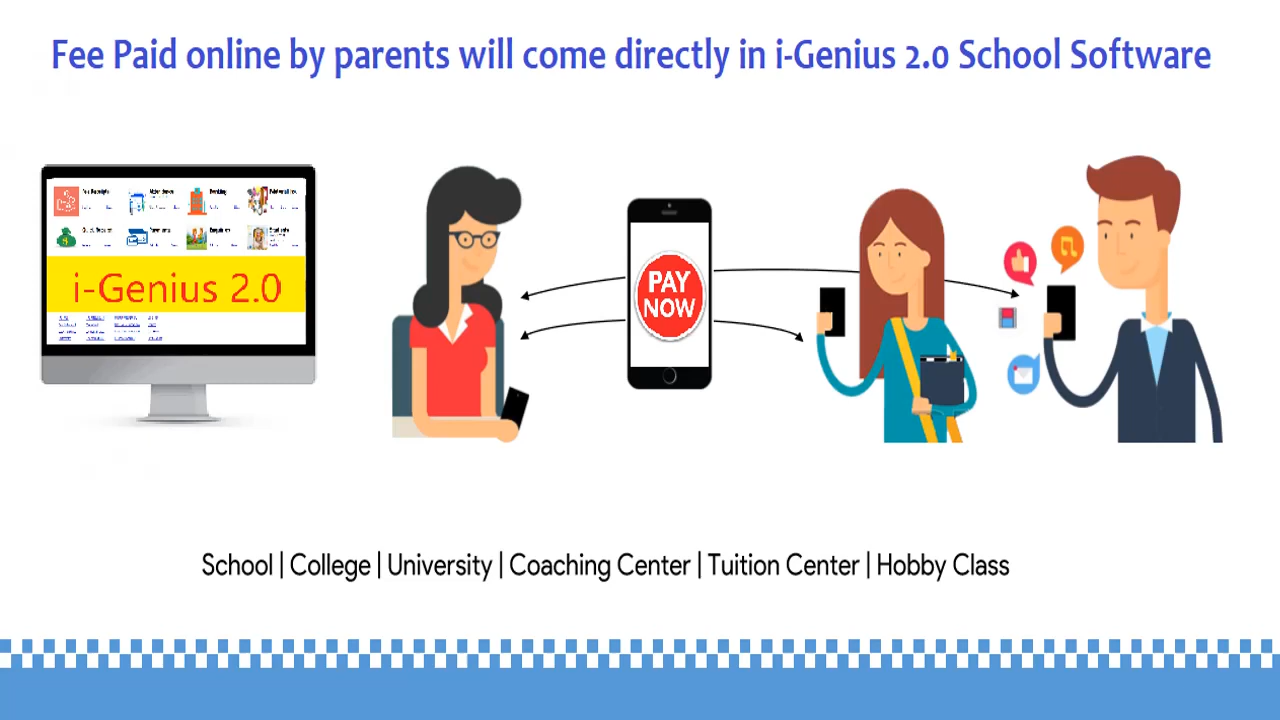 Fee Paid online by parents will come directly in i-Genius 2.0 School Software
i-Genius 2.0
PAY
NOW
School | College | University | Coaching Center | Tuition Center | Hobby Class